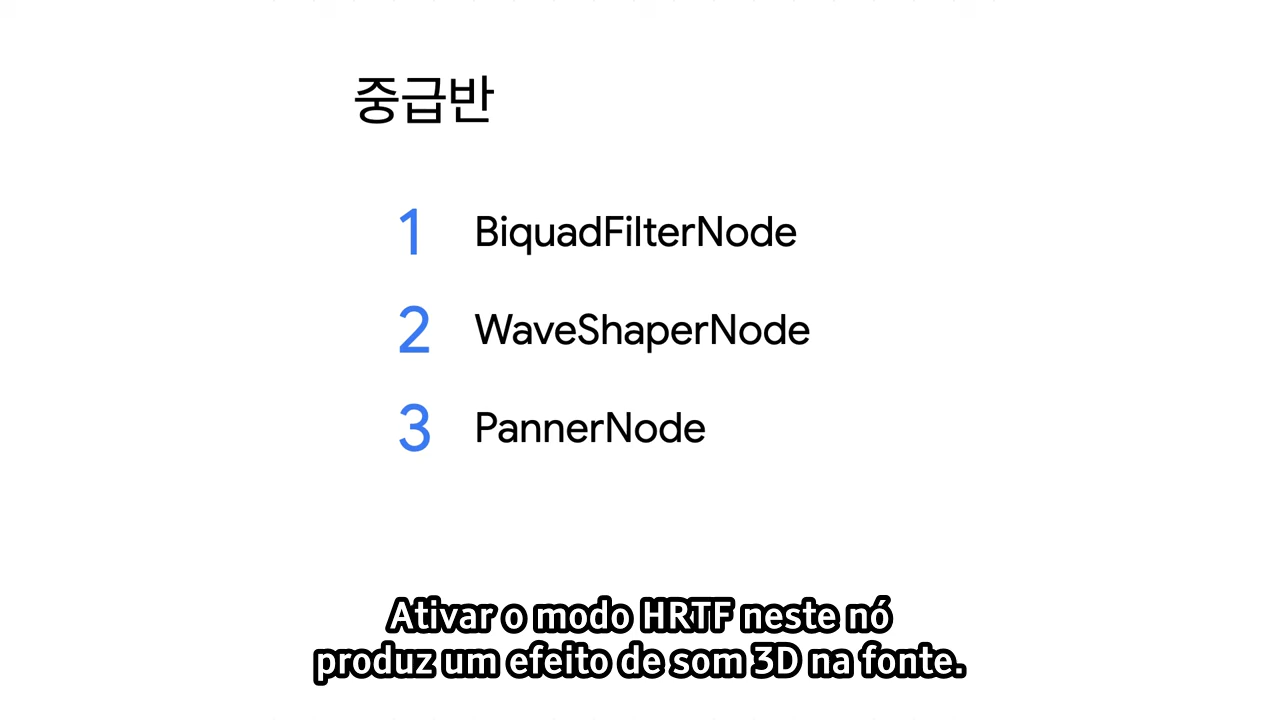 중급반
1 BiquadFilterNode
2 WaveShaperNode
3 PannerNode
Ativar o modo HRTF neste nó
produz um efeito de som 3D na fonte.